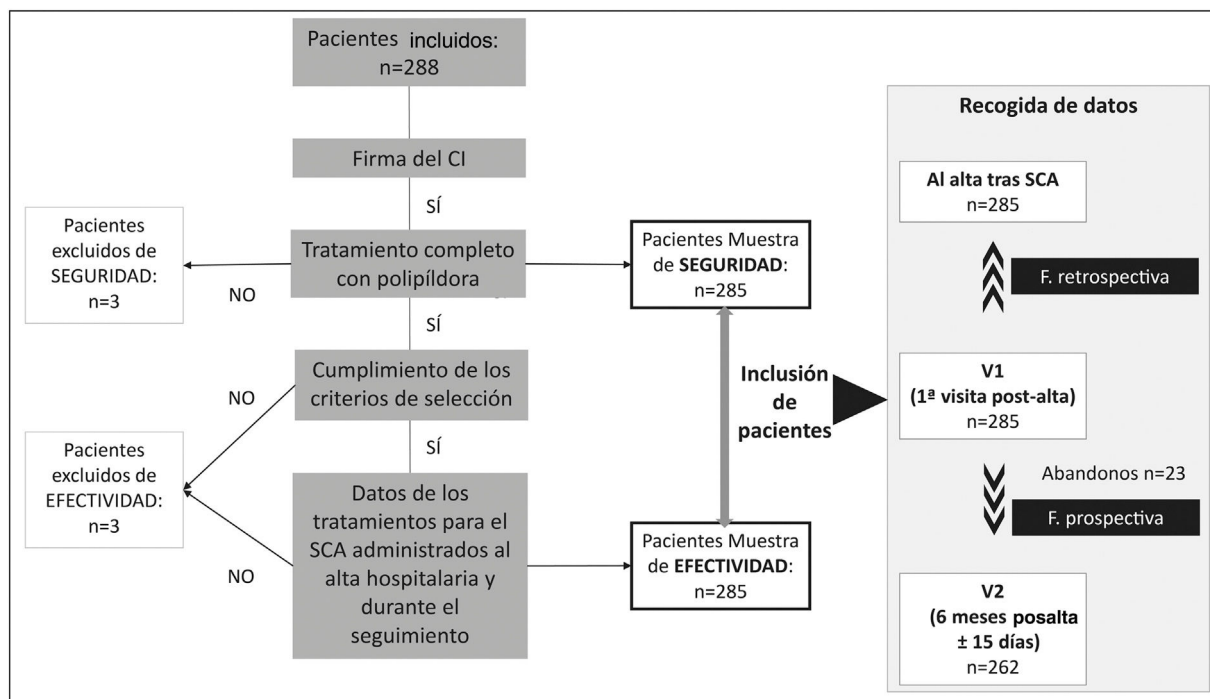 Pacientes incluidos:
n=288
Firma del CI
SÍ
Pacientes
excluidos de
SEGURIDAD:
n=3
NO
Tratamiento completo
con polipíldora
Pacientes Muestra
de SEGURIDAD:
n=285
SÍ
NO
Cumplimiento de los
criterios de selección
SÍ
Pacientes
excluidos de
EFECTIVIDAD:
n=3
NO
Datos de los
tratamientos para el
SCA administrados al
alta hospitalaria y
durante el
seguimiento
Pacientes Muestra
de EFECTIVIDAD:
n=285
Inclusión
de
pacientes
Recogida de datos
Al alta tras SCA
n=285
F. retrospectiva
V1
(1ª visita post-alta)
n=285
Abandonos n=23
F. prospectiva
V2
(6 meses posalta
± 15 días)
n=262